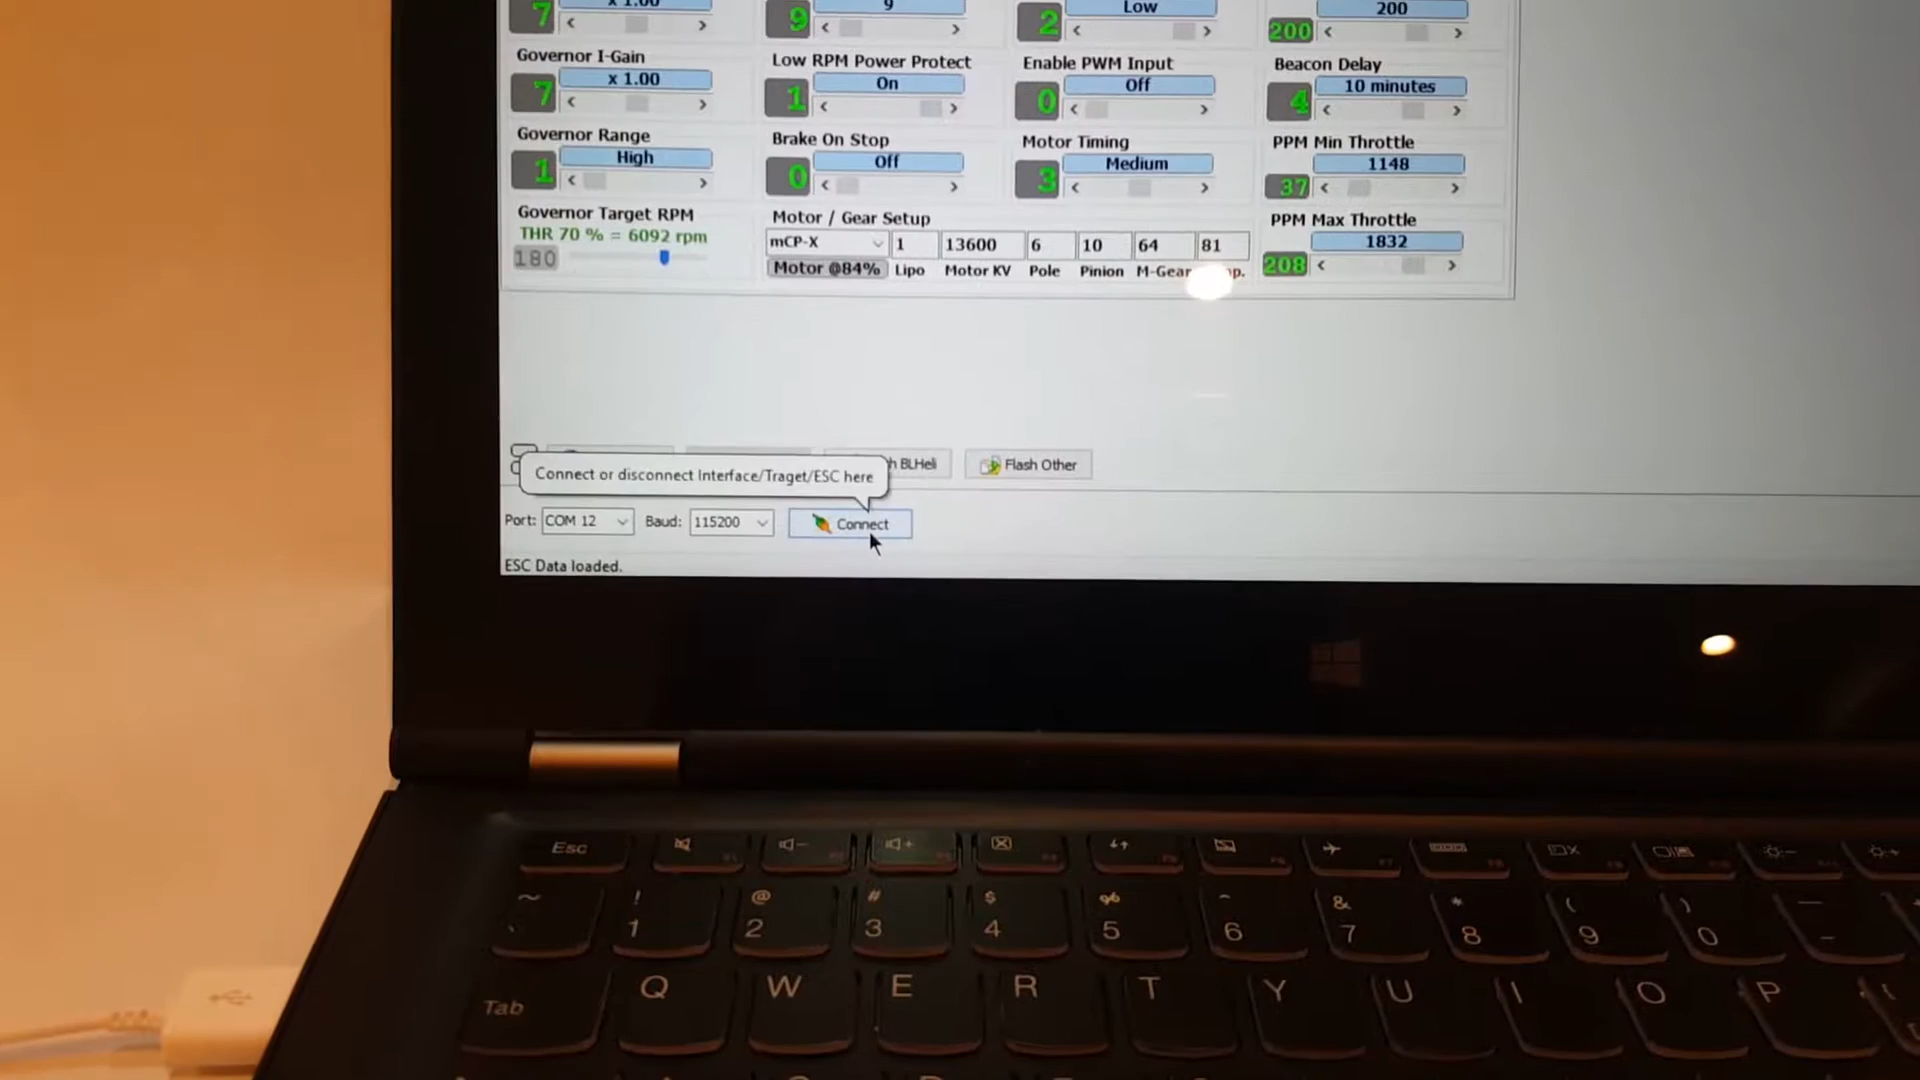 7 x 1.00 9 9 2 Low 200 200
Governor I-Gain Low RPM Power Protect Enable PWM Input Beacon Delay
7 x 1.00 1 On 0 Off 4 10 minutes
< > < > < > < >
Governor Range Brake On Stop Motor Timing PPM Min Throttle
1 High 0 Off 3 Medium 37 1148
< > < > < > < >
Governor Target RPM Motor / Gear Setup PPM Max Throttle
THR 70 % = 6092 rpm mCP-X 1 13600 6 10 64 81 1832
180 Motor @84% Lipo Motor KV Pole Pinion M-Gear p. 208 < >
h BLHeli Flash Other
Connect or disconnect Interface/Traget/ESC here
Port: COM 12 Baud: 115200 Connect
ESC Data loaded.
Esc
~ ! @ # $ % ^ & * ( ) _
` 1 2 3 4 5 6 7 8 9 0 -
Tab Q W E R T Y U I O P {